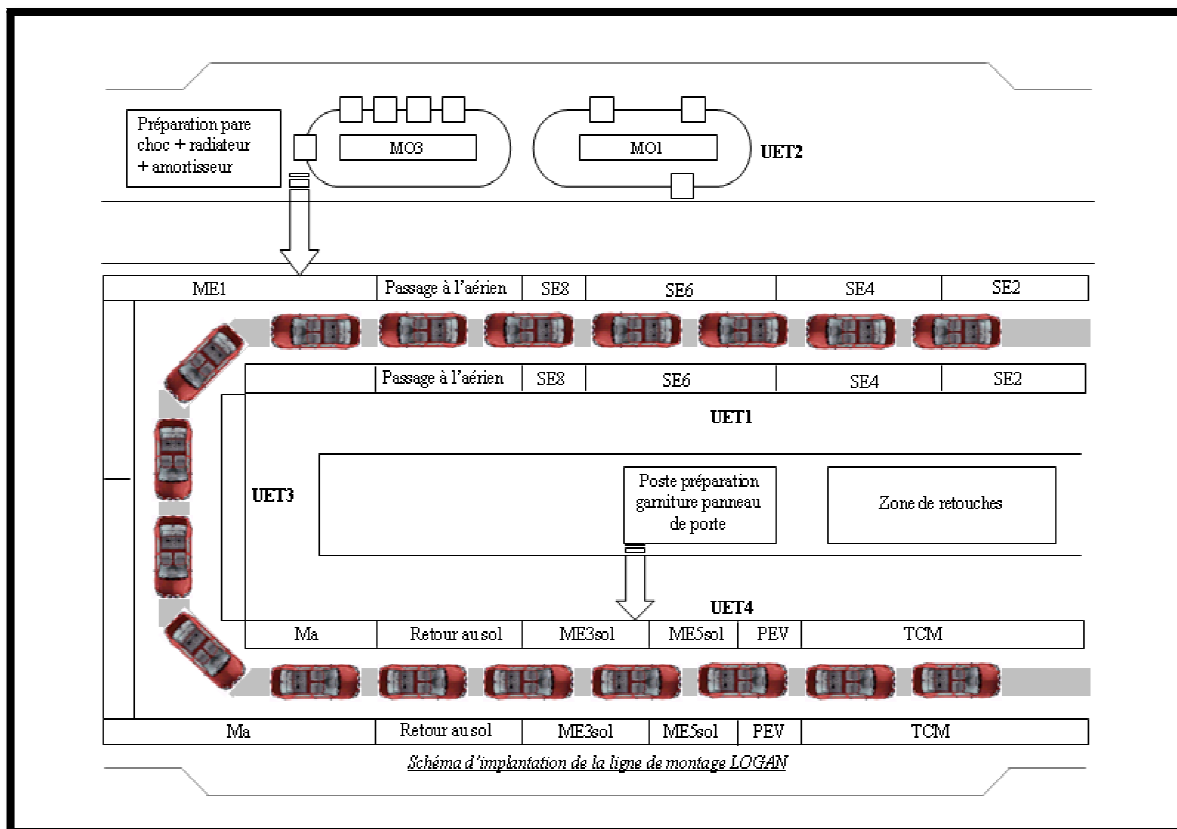 Préparation pare
choc + radiateur
+ amortisseur
MO3
MO1
UET2
ME1
Passage à l'aérien
SE8
SE6
SE4
SE2
Passage à l'aérien
SE8
SE6
SE4
SE2
UET1
UET3
Poste préparation
garniture panneau
de porte
Zone de retouches
UET4
Ma
Retour au sol
ME3sol
ME5sol
PEV
TCM
Ma
Retour au sol
ME3sol
ME5sol
PEV
TCM
Schéma d'implantation de la ligne de montage LOGAN